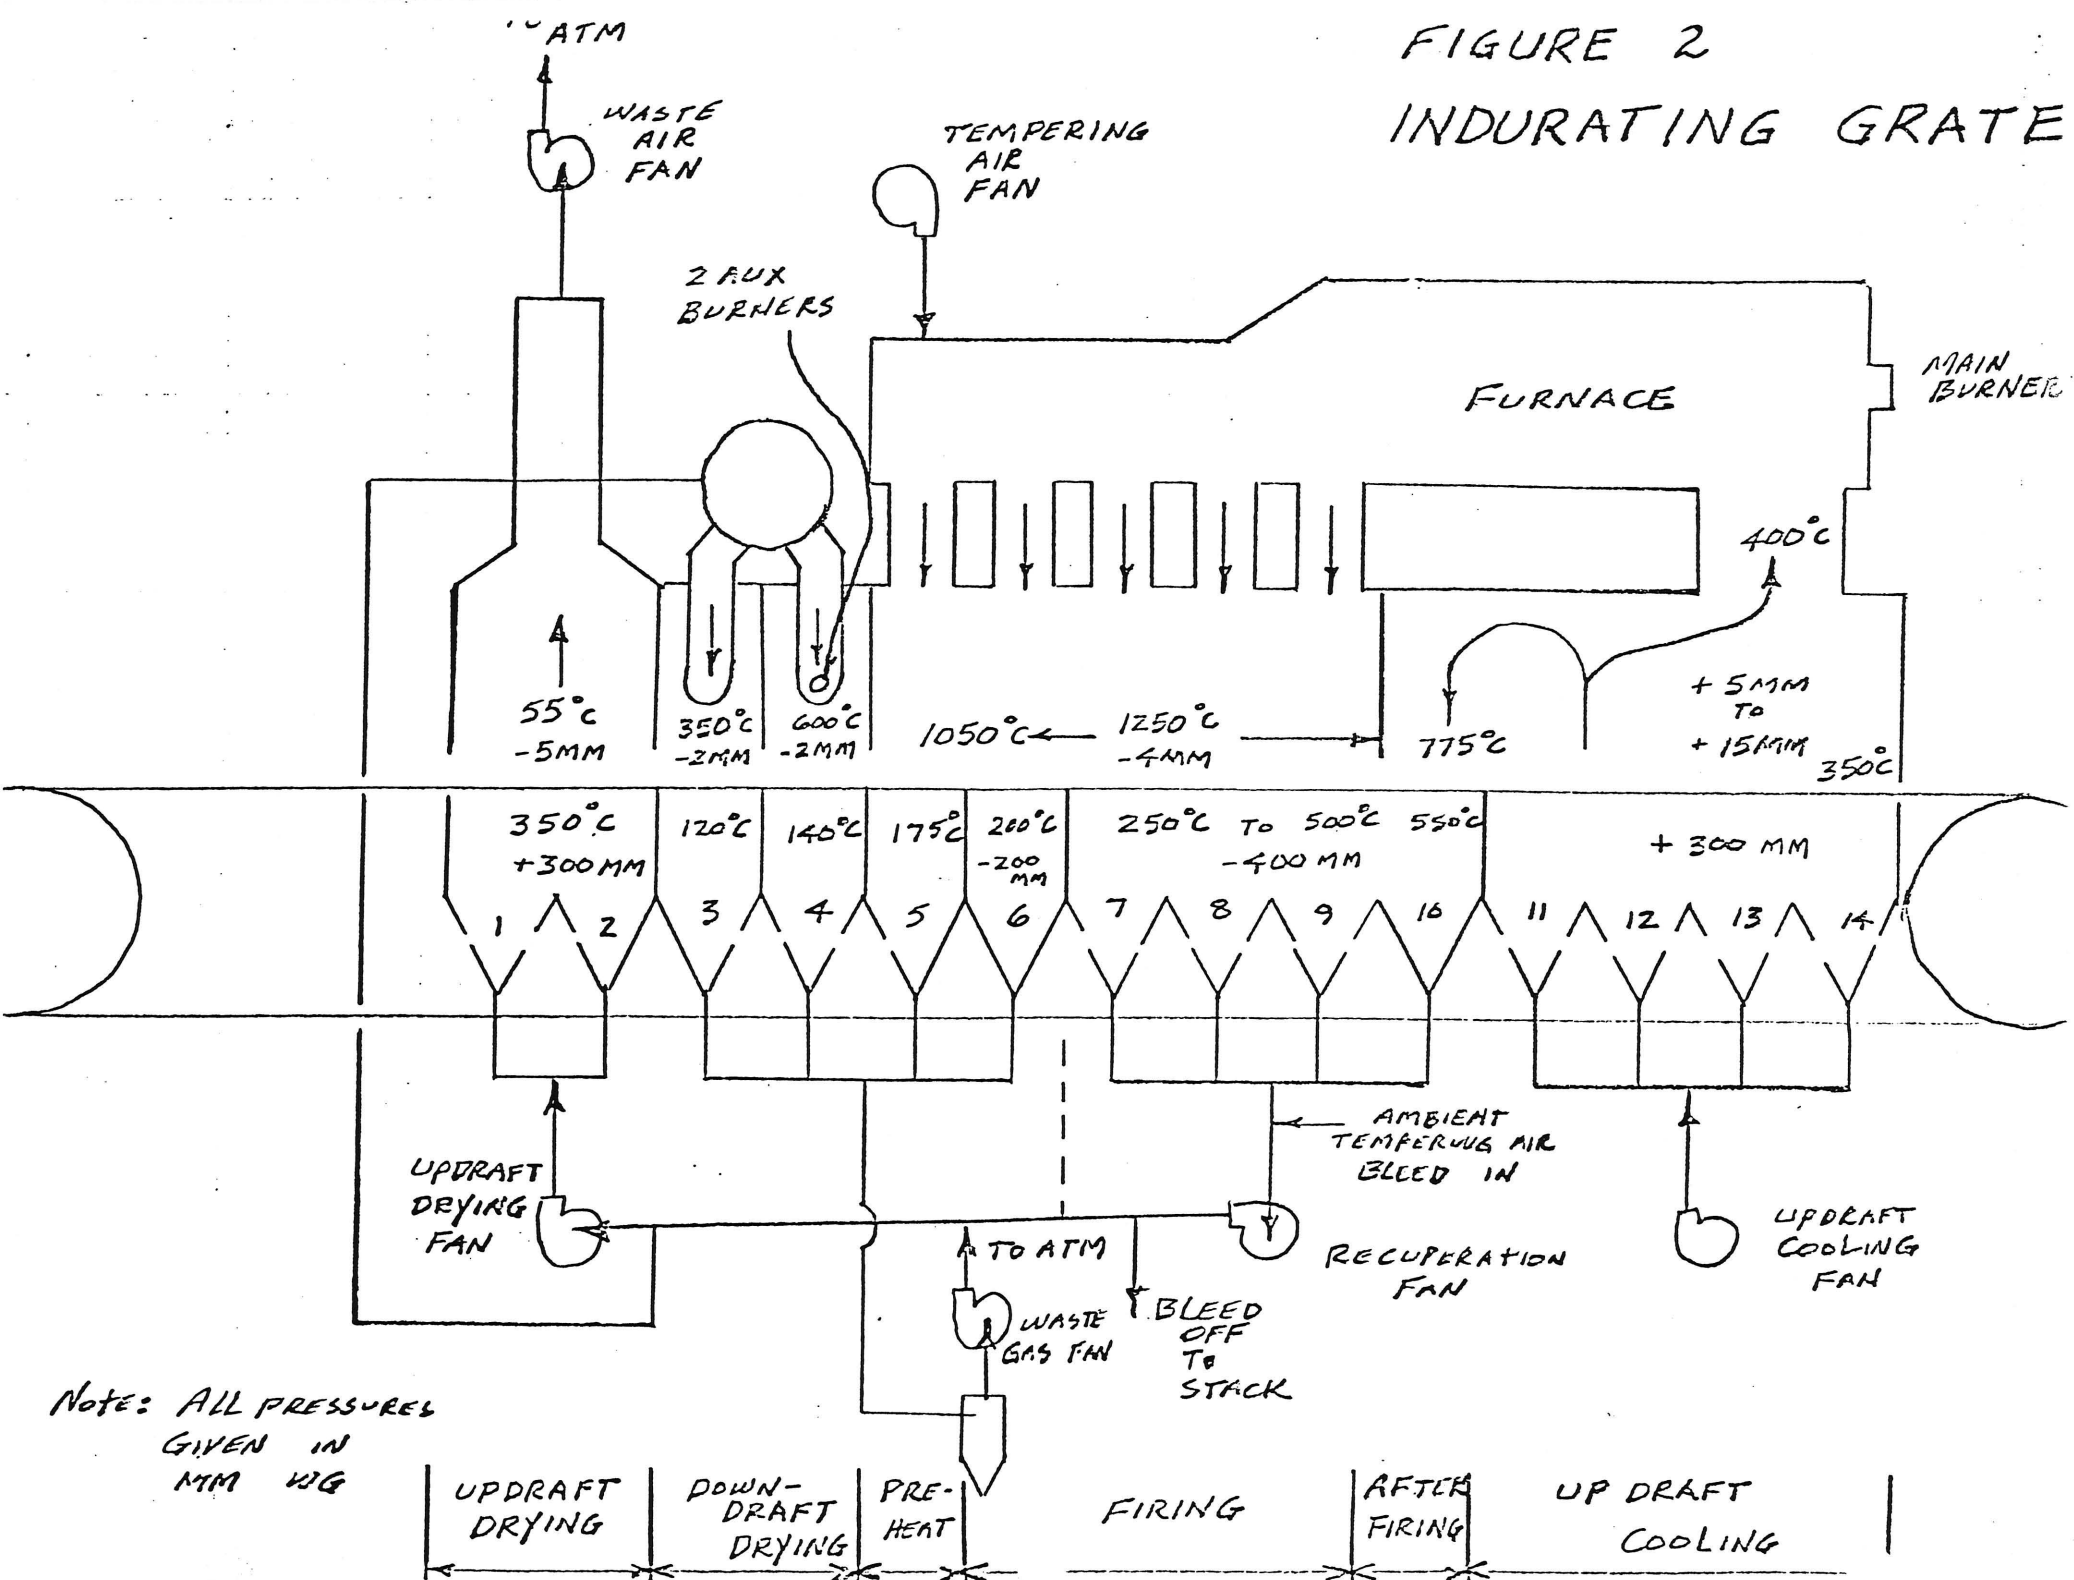 FIGURE 2
INDURATING GRATE
ATM
WASTE
AIR
FAN
TEMPERING
AIR
FAN
2 AUX
BURNERS
MAIN
BURNER
FURNACE
400°C
55°C
-5MM
350°C
-2MM
600°C
-2MM
1050°C
1250°C
-4MM
775°C
+5MM
TO
+15MM
350°C
350°C
+300MM
120°C
140°C
175°C
200°C
-200
MM
250°C TO 500°C 550°C
-400MM
+300 MM
1 2 3 4 5 6 7 8 9 10 11 12 13 14
AMBIENT
TEMPERING AIR
BLEED IN
UPDRAFT
DRYING
FAN
TO ATM
RECUPERATION
FAN
UPDRAFT
COOLING
FAN
WASTE
GAS FAN
BLEED
OFF
TO
STACK
NOTE: ALL PRESSURES
GIVEN IN
MM WG
UPDRAFT
DRYING
DOWN-
DRAFT
DRYING
PRE-
HEAT
FIRING
AFTER
FIRING
UP DRAFT
COOLING